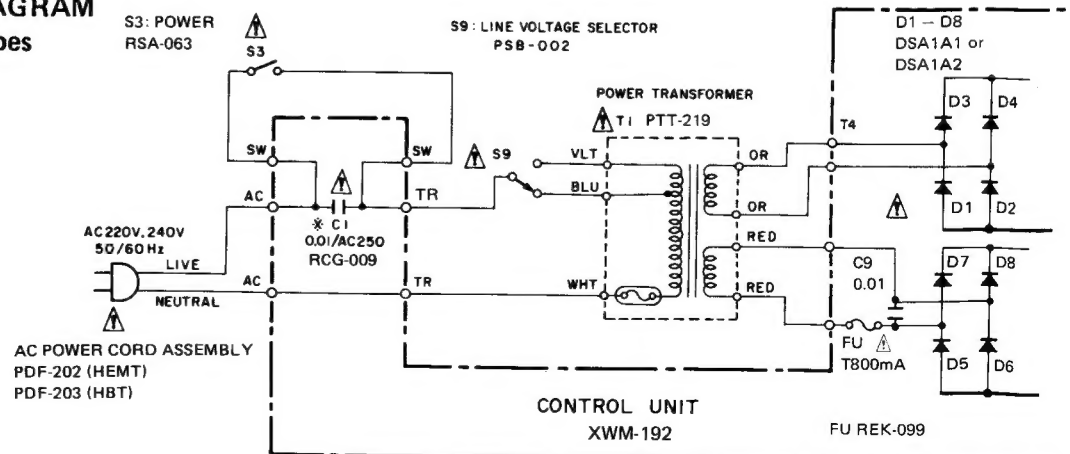 AGRAM
pes
S3: POWER
RSA-063
S3
S9: LINE VOLTAGE SELECTOR
PSB-002
D1 – D8
DSA1A1 or
DSA1A2
D3
D4
POWER TRANSFORMER
T1 PTT-219
T4
SW
SW
S9
VLT
OR
AC
TR
BLU
D1
D2
※ C1
0.01/AC250
RCG-009
OR
AC220V, 240V
50/60Hz
LIVE
NEUTRAL
AC
TR
WHT
RED
RED
C9
0.01
D7
D8
FU
T800mA
D5
D6
AC POWER CORD ASSEMBLY
PDF-202 (HEMT)
PDF-203 (HBT)
CONTROL UNIT
XWM-192
FU REK-099